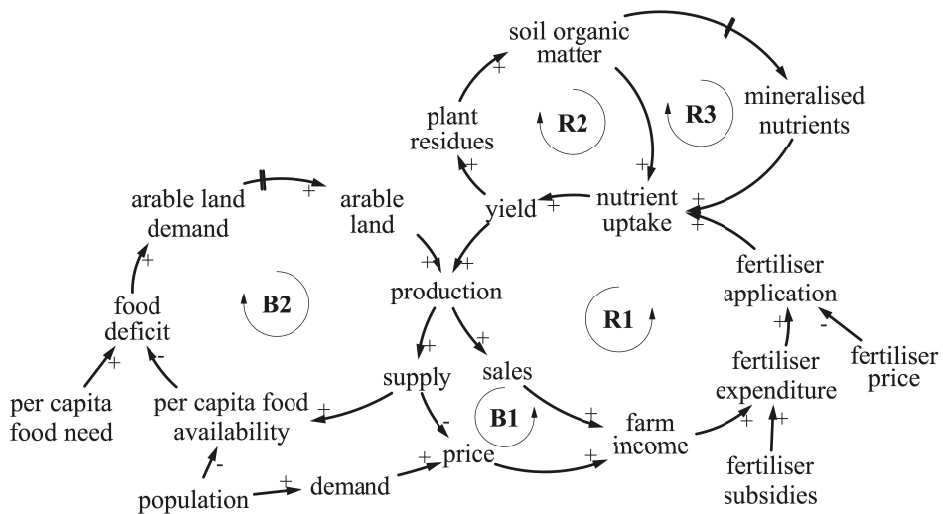 soil organic
matter
mineralised
nutrients
R2
R3
plant
residues
arable land
demand
arable
land
yield
nutrient
uptake
fertiliser
application
production
food
deficit
B2
R1
fertiliser
price
fertiliser
expenditure
supply
sales
per capita
food need
per capita food
availability
B1
farm
income
price
population
demand
fertiliser
subsidies
+
+
+
+
+
+
+
+
+
+
+
-
+
-
+
+
+
-
+
+
+
+
-
+
+
+